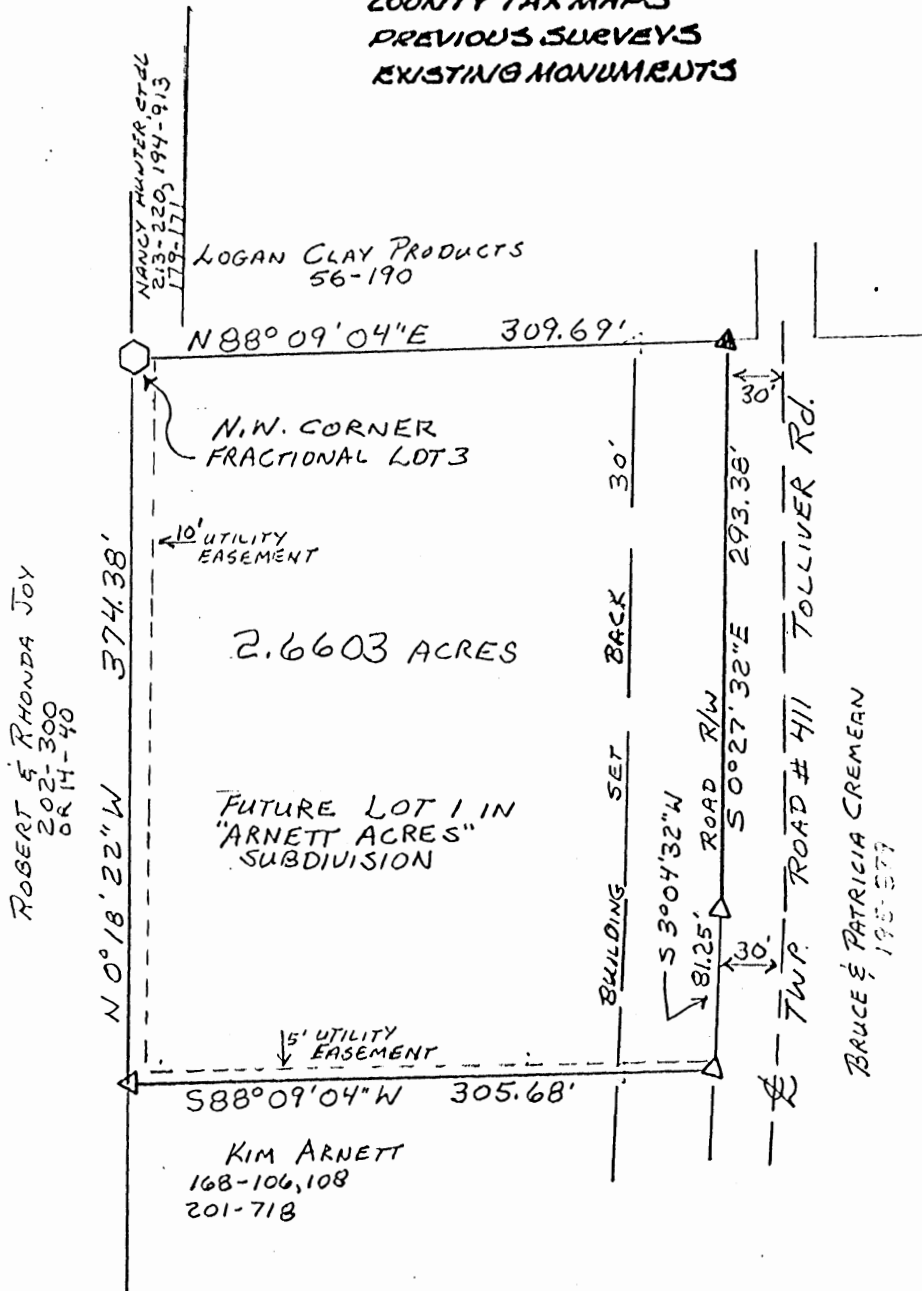 COUNTY TAX MAPS
PREVIOUS SURVEYS
EXISTING MONUMENTS
NANCY HUNTER, et al
213-220, 194-913
179-171
LOGAN CLAY PRODUCTS
56-190
N 88° 09' 04" E 309.69'
30'
N.W. CORNER
FRACTIONAL LOT 3
30'
10' UTILITY
EASEMENT
2.6603 ACRES
FUTURE LOT 1 IN
"ARNETT ACRES"
SUBDIVISION
BUILDING SET BACK
ROBERT & RHONDA JOY
202-300
OR 14-40
N 0° 18' 22" W 374.38'
S 3° 04' 32" W
81.25'
ROAD R/W
S 0° 27' 32" E 293.38'
30'
TWP. ROAD # 411 TOLLIVER Rd.
BRUCE & PATRICIA CREMEAN
5' UTILITY
EASEMENT
S 88° 09' 04" W 305.68'
KIM ARNETT
168-106, 108
201-718